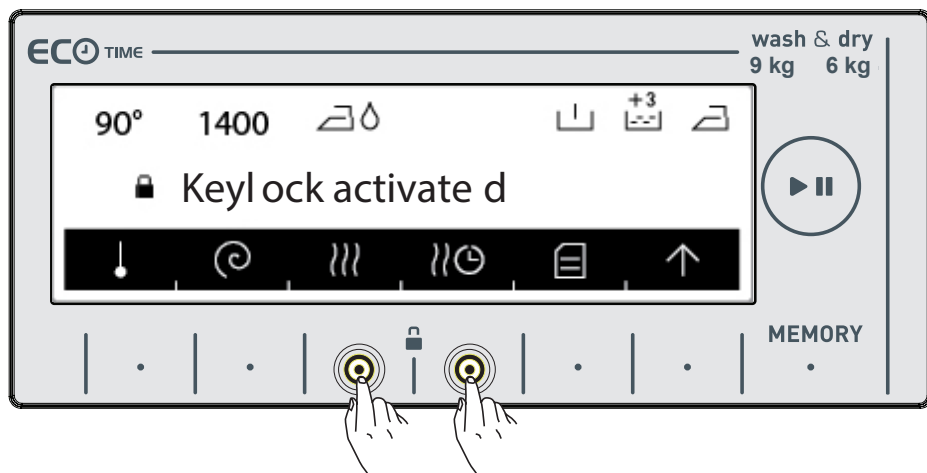 ECO TIME
wash & dry
9 kg 6 kg
90° 1400
+3
Keyl ock activate d
MEMORY